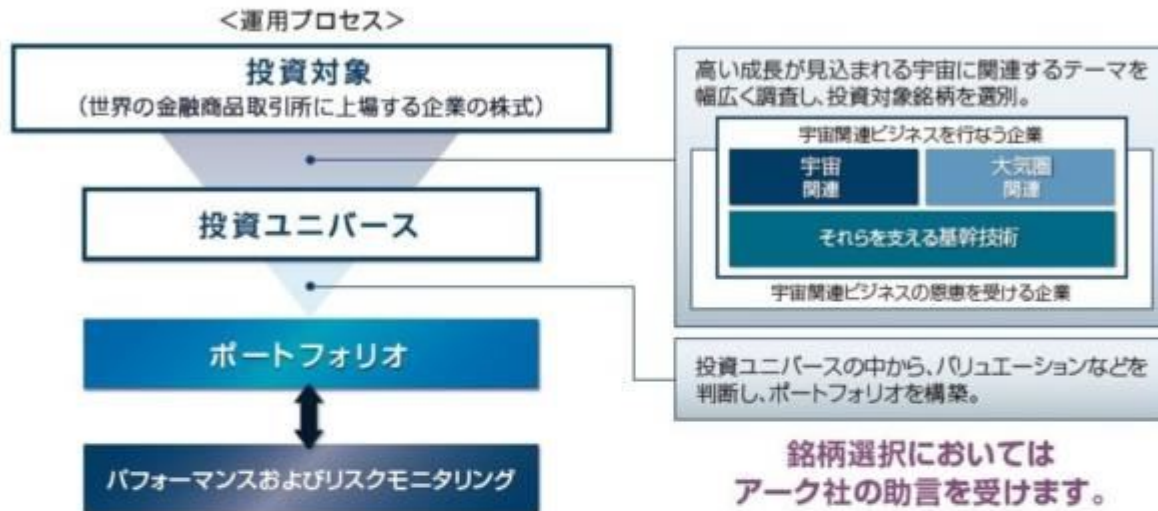 ＜運用プロセス＞
投資対象
（世界の金融商品取引所に上場する企業の株式）
投資ユニバース
ポートフォリオ
パフォーマンスおよびリスクモニタリング
高い成長が見込まれる宇宙に関連するテーマを
幅広く調査し、投資対象銘柄を選別。
宇宙関連ビジネスを行なう企業
宇宙
関連
大気圏
関連
それらを支える基幹技術
宇宙関連ビジネスの恩恵を受ける企業
投資ユニバースの中から、バリュエーションなどを
判断し、ポートフォリオを構築。
銘柄選択においては
アーク社の助言を受けます。